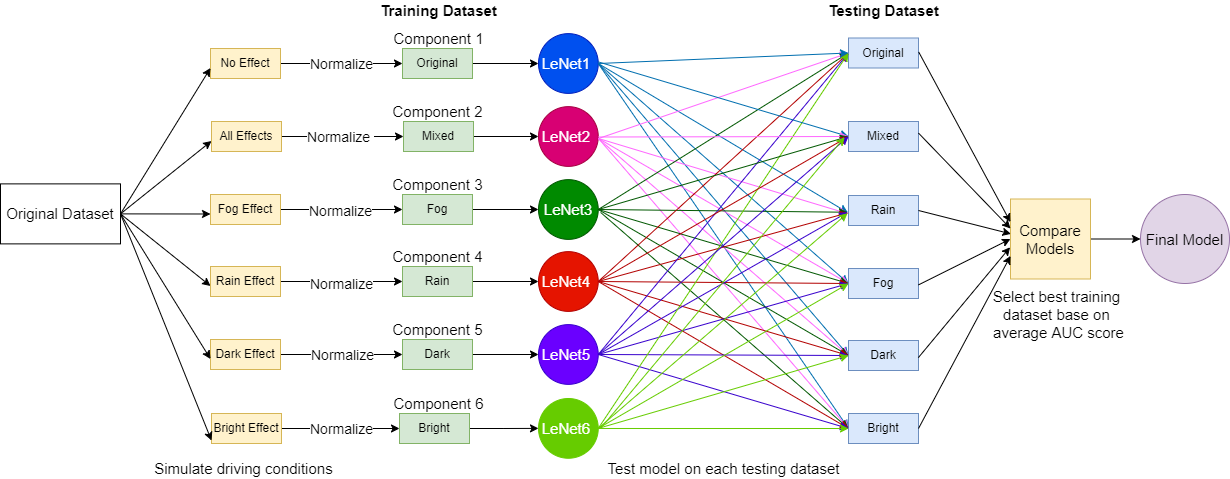 Training Dataset
Testing Dataset
Component 1
No Effect
Normalize
Original
LeNet1
Original
Component 2
All Effects
Normalize
Mixed
LeNet2
Mixed
Component 3
Original Dataset
Fog Effect
Normalize
Fog
LeNet3
Rain
Compare
Models
Final Model
Component 4
Rain Effect
Normalize
Rain
LeNet4
Fog
Select best training
dataset base on
average AUC score
Component 5
Dark Effect
Normalize
Dark
LeNet5
Dark
Component 6
Bright Effect
Normalize
Bright
LeNet6
Bright
Simulate driving conditions
Test model on each testing dataset